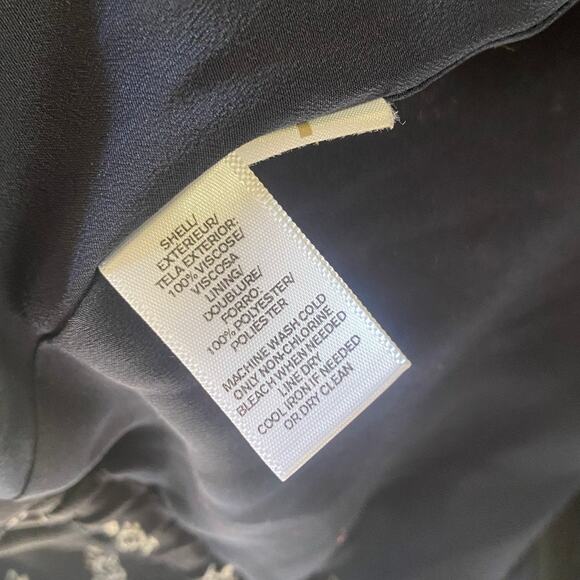 SHELL/
EXTERIEUR/
TELA EXTERIOR:
100% VISCOSE/
VISCOSA
LINING/
DOUBLURE/
FORRO:
100% POLYESTER/
POLIÉSTER
MACHINE WASH COLD
ONLY NON-CHLORINE
BLEACH WHEN NEEDED
LINE DRY
COOL IRON IF NEEDED
OR DRY CLEAN